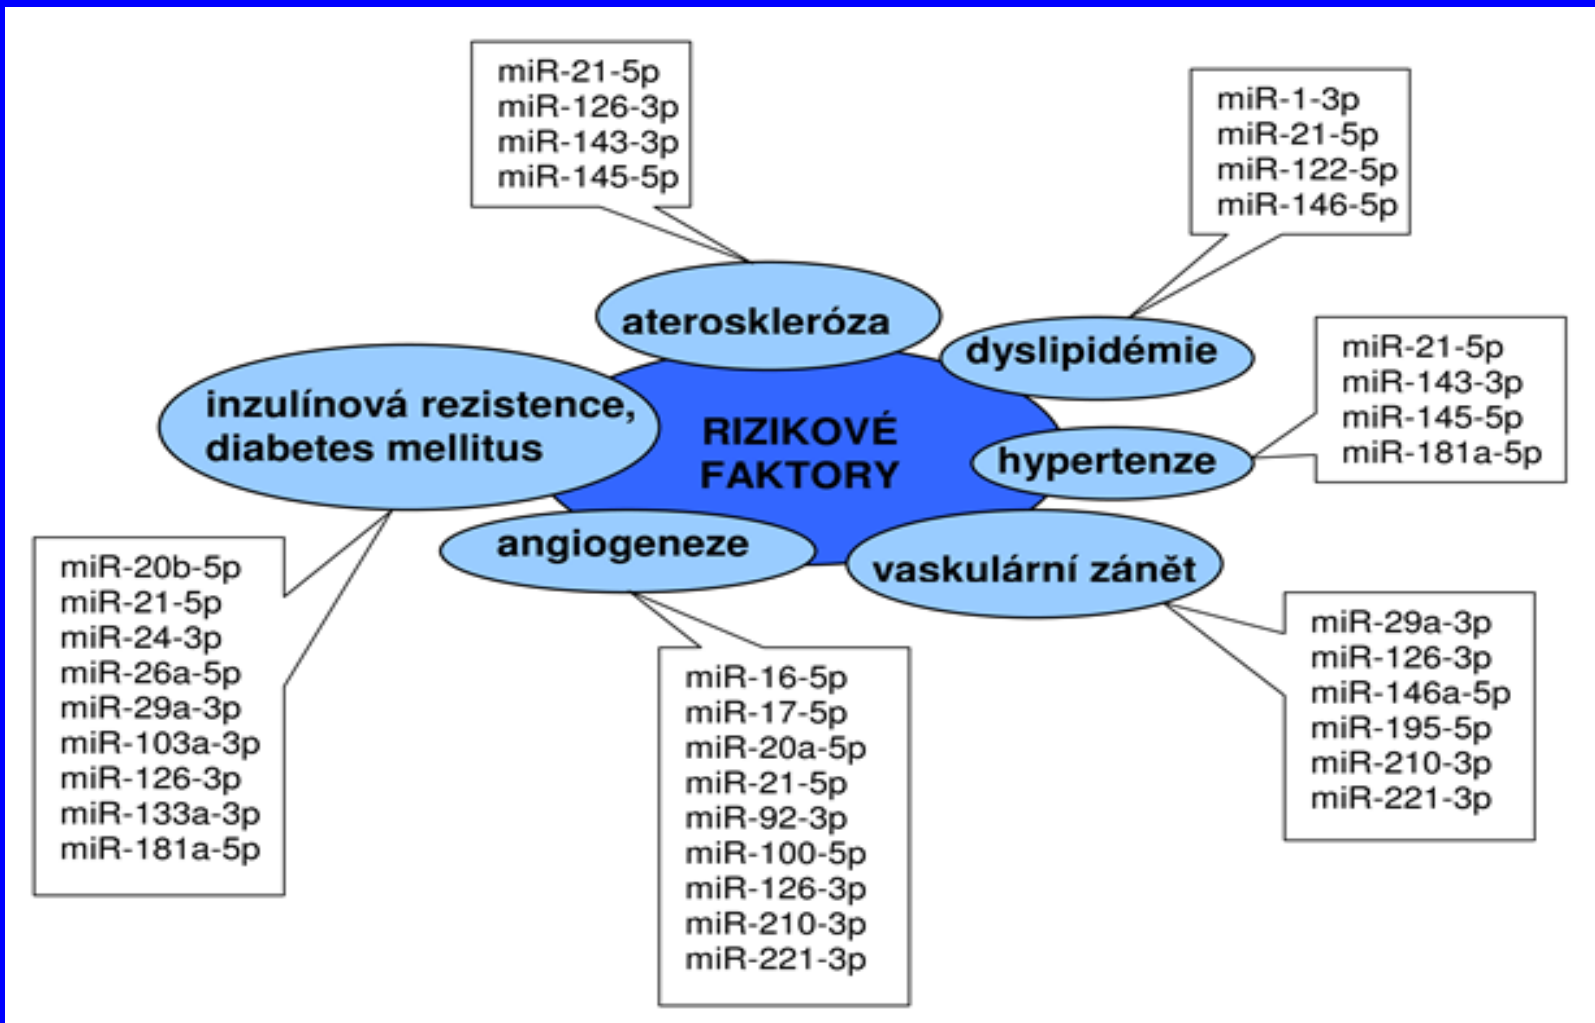 miR-21-5p
miR-126-3p
miR-143-3p
miR-145-5p
miR-1-3p
miR-21-5p
miR-122-5p
miR-146-5p
ateroskleróza
dyslipidémie
miR-21-5p
miR-143-3p
miR-145-5p
miR-181a-5p
inzulínová rezistence,
diabetes mellitus
RIZIKOVÉ
FAKTORY
hypertenze
angiogeneze
vaskulární zánět
miR-20b-5p
miR-21-5p
miR-24-3p
miR-26a-5p
miR-29a-3p
miR-103a-3p
miR-126-3p
miR-133a-3p
miR-181a-5p
miR-16-5p
miR-17-5p
miR-20a-5p
miR-21-5p
miR-92-3p
miR-100-5p
miR-126-3p
miR-210-3p
miR-221-3p
miR-29a-3p
miR-126-3p
miR-146a-5p
miR-195-5p
miR-210-3p
miR-221-3p